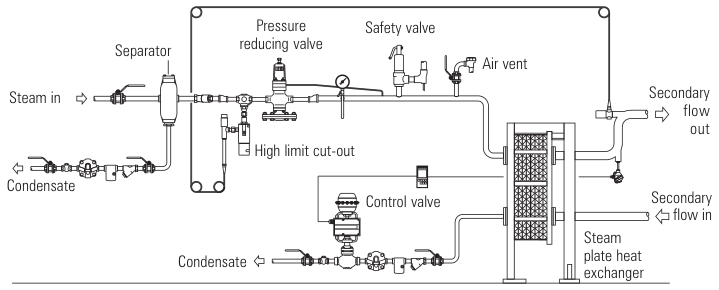 Pressure
reducing valve
Safety valve
Separator
Air vent
Steam in
Secondary
flow
out
High limit cut-out
Condensate
Control valve
Secondary
flow in
Condensate
Steam
plate heat
exchanger